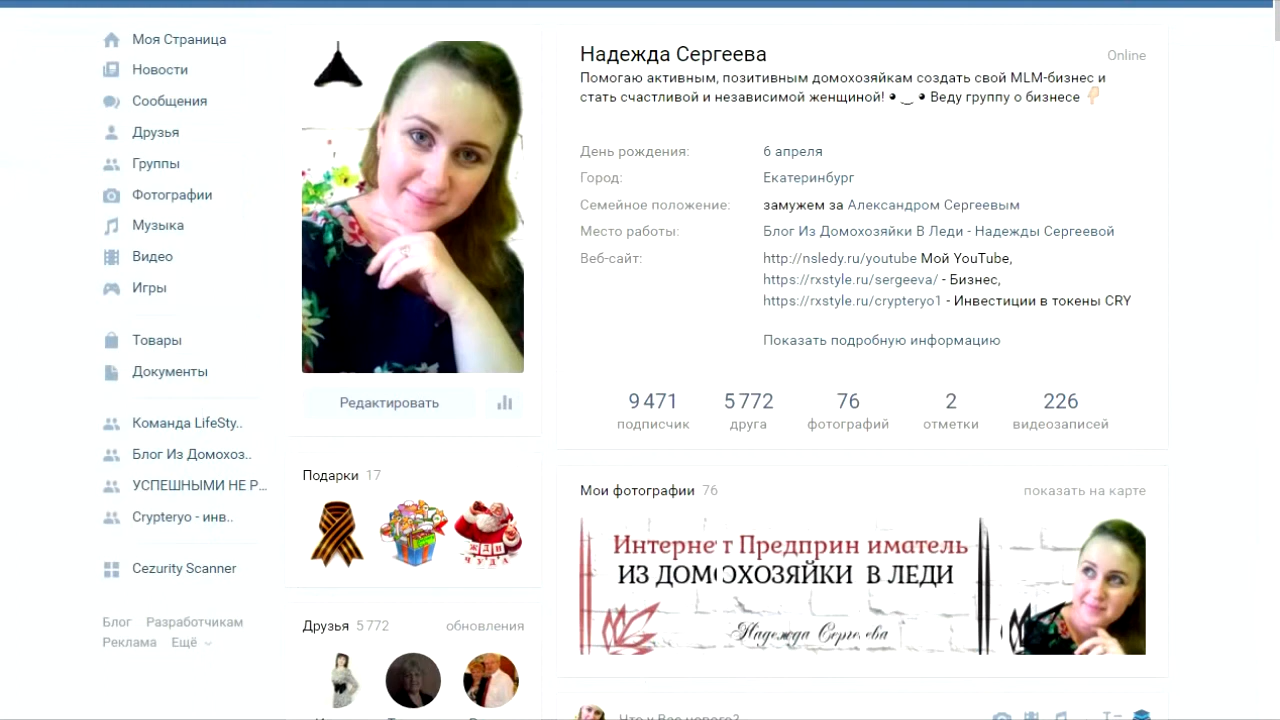 Моя Страница
Новости
Сообщения
Друзья
Группы
Фотографии
Музыка
Видео
Игры
Товары
Документы
Команда LifeSty..
Блог Из Домохоз..
УСПЕШНЫМИ НЕ Р...
Crypteryo - инв..
Cezurity Scanner
Блог Разработчикам
Реклама Ещё
Редактировать
Подарки 17
ЖДИ
ЧУДА
Друзья 5 772 обновления
Надежда Сергеева Online
Помогаю активным, позитивным домохозяйкам создать свой MLM-бизнес и
стать счастливой и независимой женщиной! ◕ ‿ ◕ Веду группу о бизнесе 👇🏻
День рождения: 6 апреля
Город: Екатеринбург
Семейное положение: замужем за Александром Сергеевым
Место работы: Блог Из Домохозяйки В Леди - Надежды Сергеевой
Веб-сайт: http://nsledy.ru/youtube Мой YouTube,
https://rxstyle.ru/sergeeva/ - Бизнес,
https://rxstyle.ru/crypteryo1 - Инвестиции в токены CRY
Показать подробную информацию
9 471 5 772 76 2 226
подписчик друга фотографий отметки видеозаписей
Мои фотографии 76 показать на карте
Интернет Предприниматель
ИЗ ДОМОХОЗЯЙКИ В ЛЕДИ
Надежда Сергеева
Что у Вас нового?